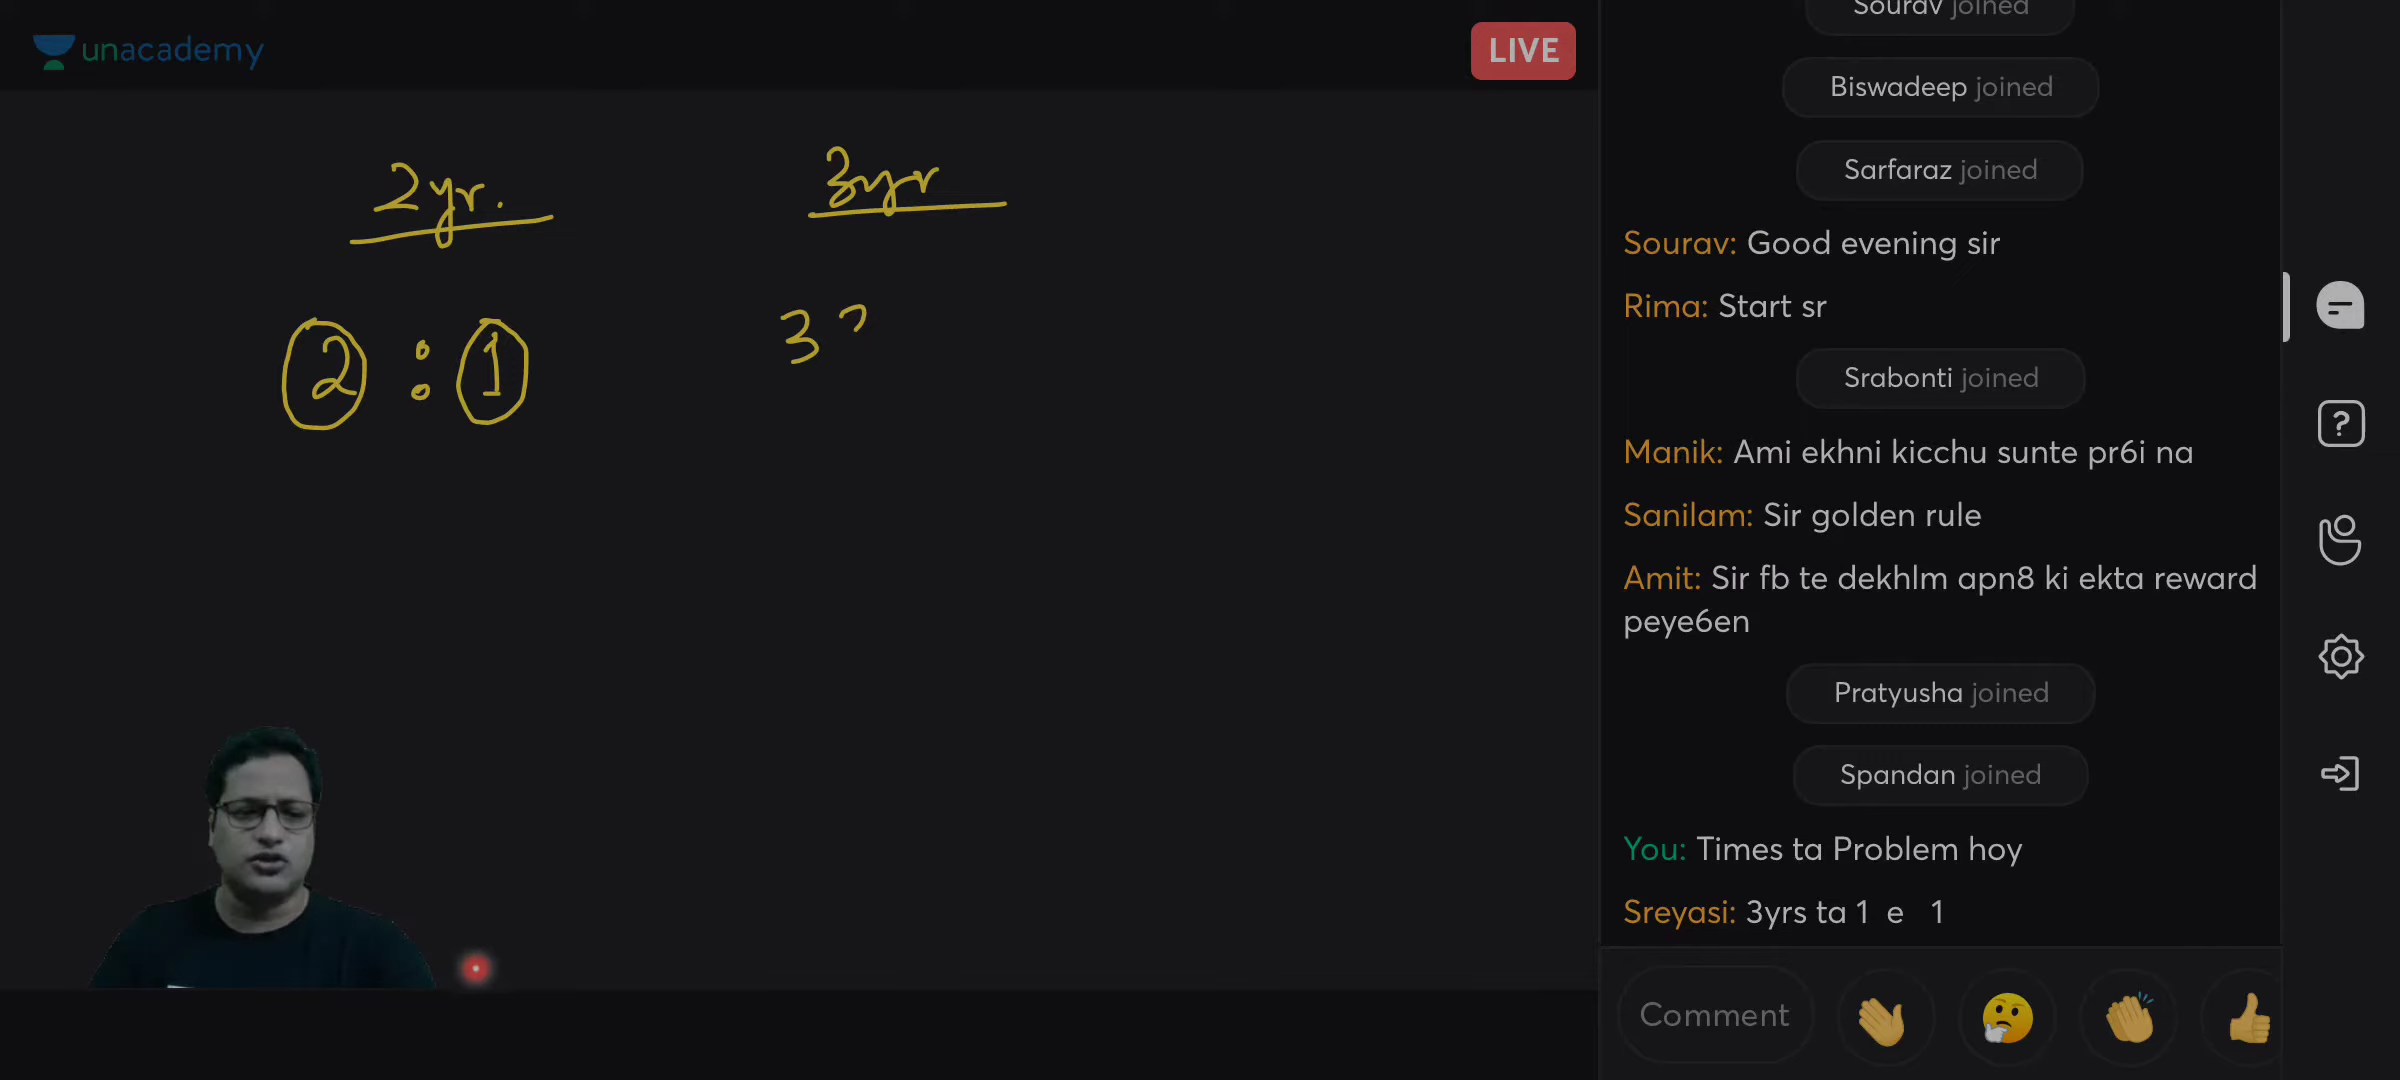 unacademy
LIVE
2yr.
3yr
2 : 1
3
Sourav joined
Biswadeep joined
Sarfaraz joined
Sourav: Good evening sir
Rima: Start sr
Srabonti joined
Manik: Ami ekhni kicchu sunte pr6i na
Sanilam: Sir golden rule
Amit: Sir fb te dekhlm apn8 ki ekta reward
peye6en
Pratyusha joined
Spandan joined
You: Times ta Problem hoy
Sreyasi: 3yrs ta 1 e 1
Comment
?